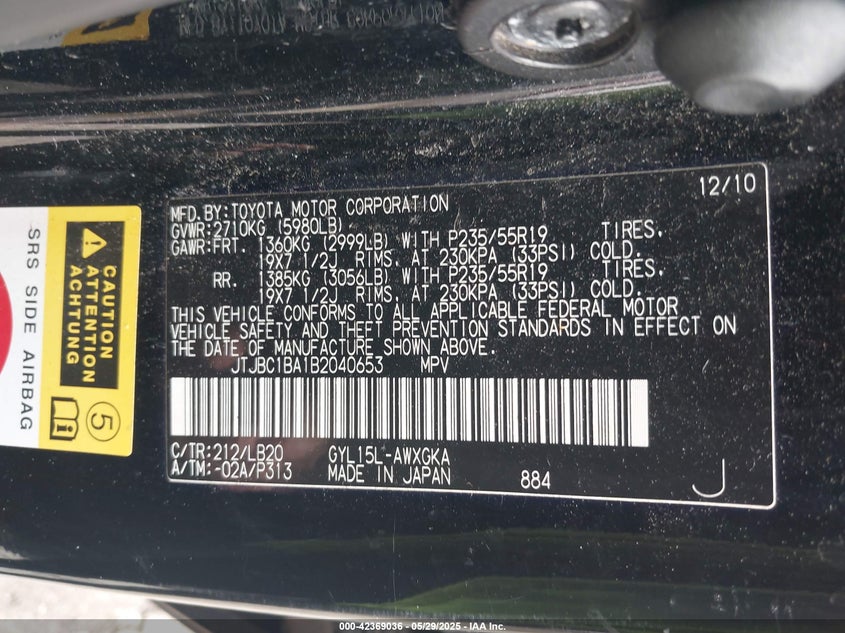 12/10
MFD.BY:TOYOTA MOTOR CORPORATION
GVWR:2710KG (5980LB)
GAWR:FRT. 1360KG (2999LB) WITH P235/55R19 TIRES.
19X7 1/2J RIMS. AT 230KPA (33PSI) COLD.
RR. 1385KG (3056LB) WITH P235/55R19 TIRES.
19X7 1/2J RIMS. AT 230KPA (33PSI) COLD.
THIS VEHICLE CONFORMS TO ALL APPLICABLE FEDERAL MOTOR
VEHICLE SAFETY AND THEFT PREVENTION STANDARDS IN EFFECT ON
THE DATE OF MANUFACTURE SHOWN ABOVE.
JTJBC1BA1B2040653 MPV
C/TR:212/LB20 GYL15L-AWXGKA
A/TM:-02A/P313 MADE IN JAPAN 884
J
SRS SIDE AIRBAG
CAUTION
ATTENTION
ACHTUNG
5
000-42369036 - 05/29/2025 - IAA Inc.